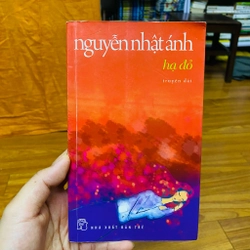 nguyễn nhật ánh
hạ đỏ
truyện dài
NHÀ XUẤT BẢN TRẺ